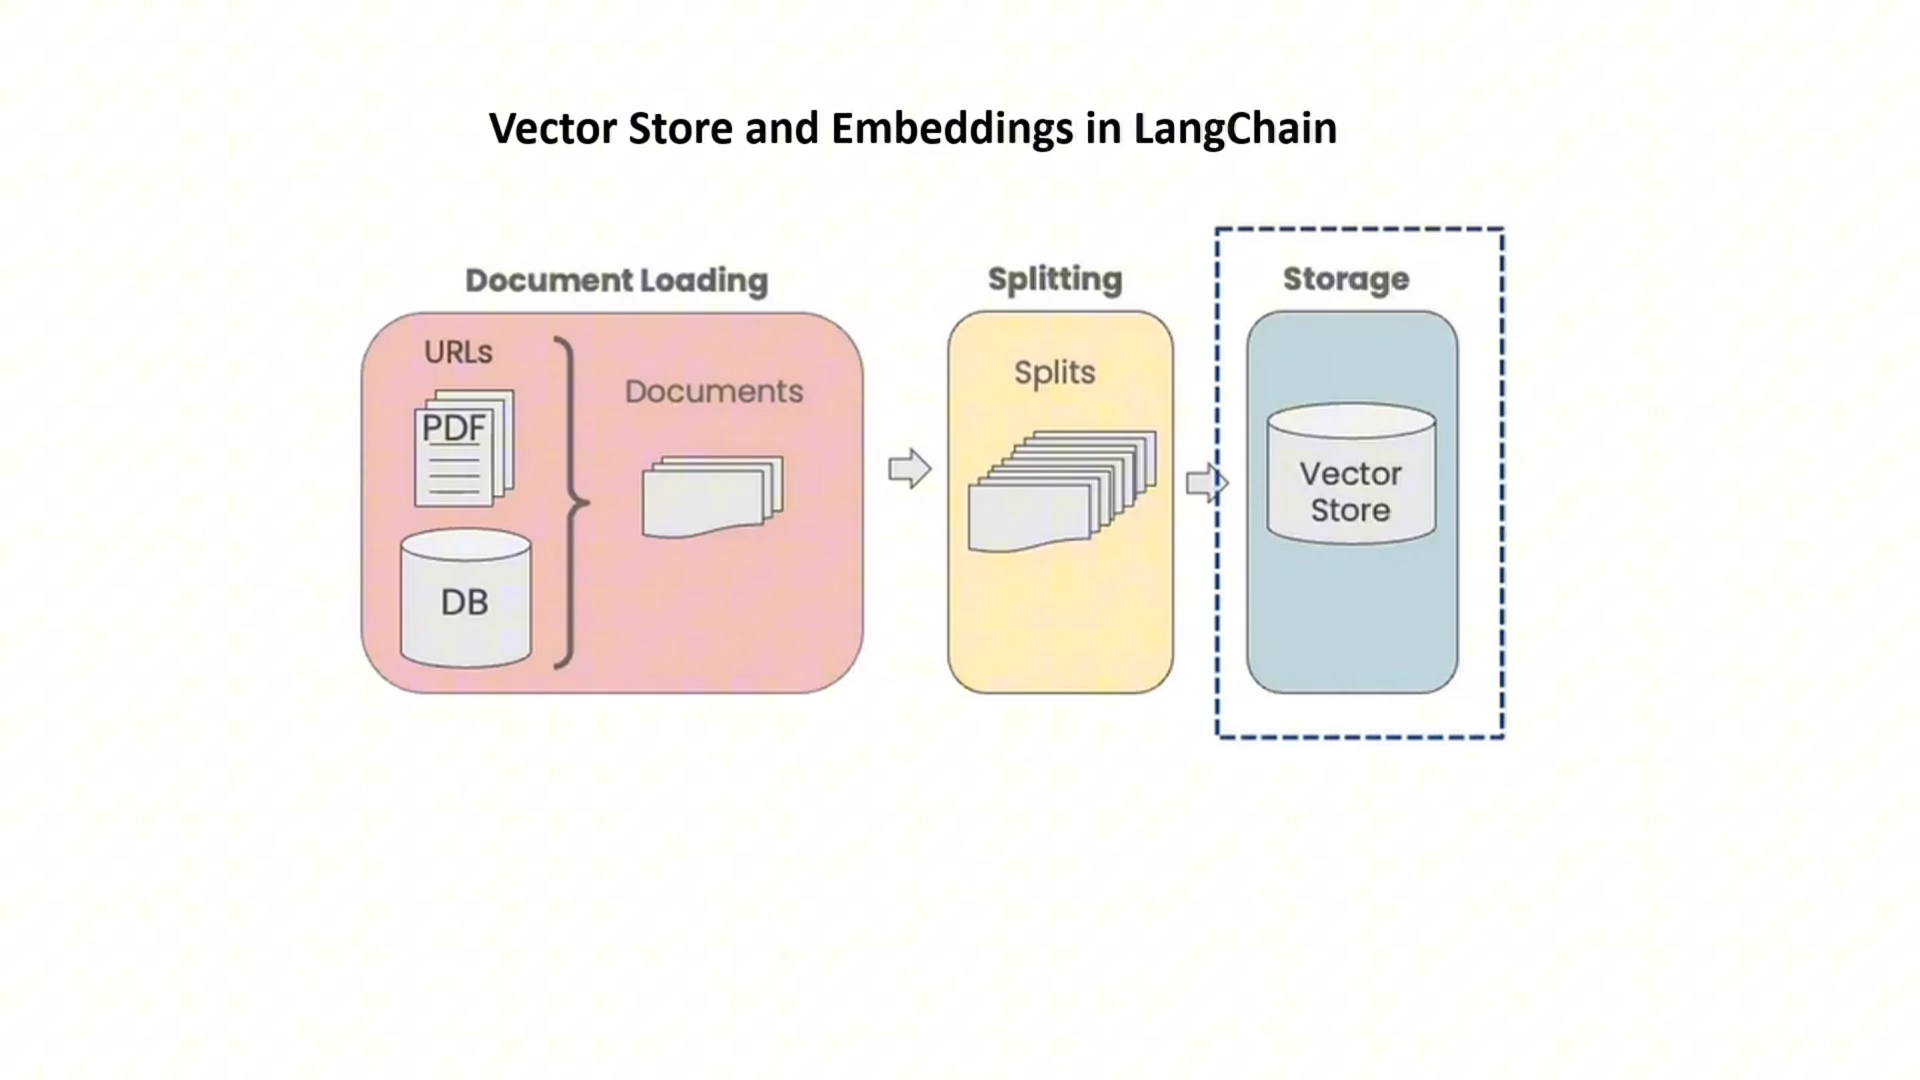 Vector Store and Embeddings in LangChain
Document Loading
URLs
PDF
DB
Documents
Splitting
Splits
Storage
Vector
Store